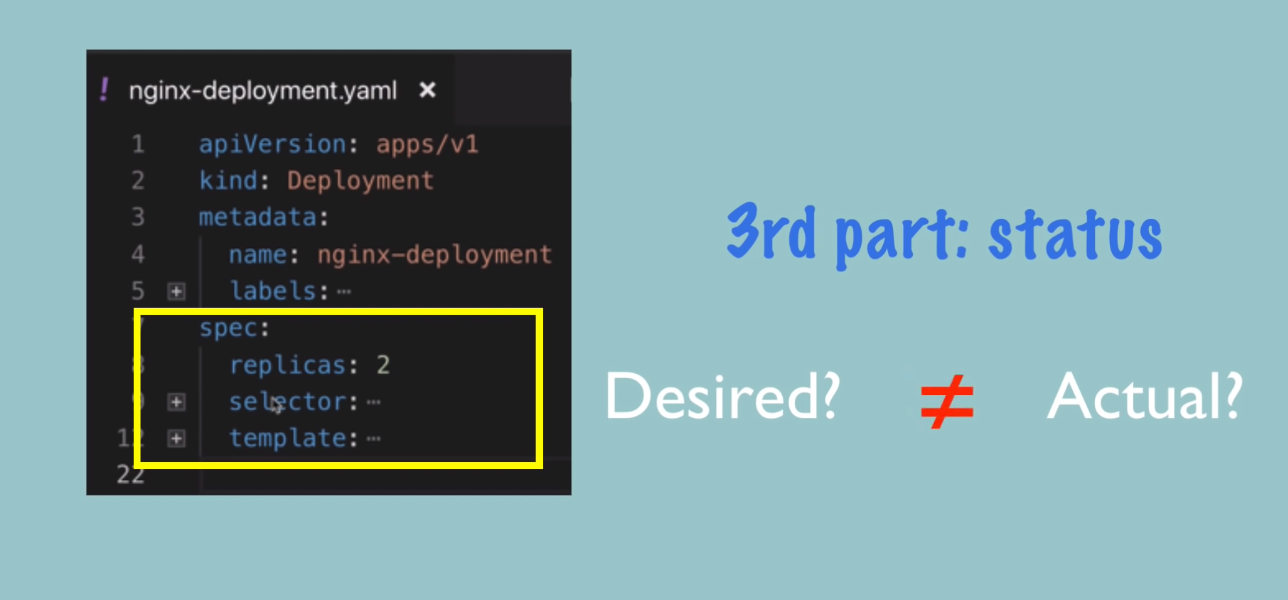 ! nginx-deployment.yaml ×
1 apiVersion: apps/v1
2 kind: Deployment
3 metadata:
4 name: nginx-deployment
5 + labels: ⋯
7 spec:
8 replicas: 2
9 + selector: ⋯
12 + template: ⋯
22
3rd part: status
Desired? ≠ Actual?